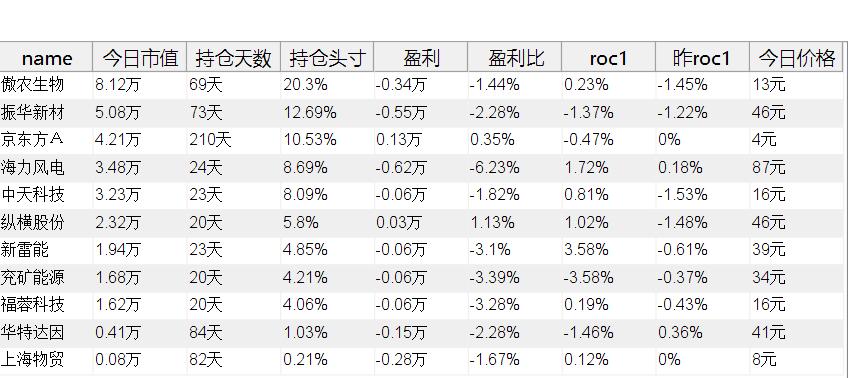 name 今日市值 持仓天数 持仓头寸 盈利 盈利比 roc1 昨roc1 今日价格
傲农生物 8.12万 69天 20.3% -0.34万 -1.44% 0.23% -1.45% 13元
振华新材 5.08万 73天 12.69% -0.55万 -2.28% -1.37% -1.22% 46元
京东方Ａ 4.21万 210天 10.53% 0.13万 0.35% -0.47% 0% 4元
海力风电 3.48万 24天 8.69% -0.62万 -6.23% 1.72% 0.18% 87元
中天科技 3.23万 23天 8.09% -0.06万 -1.82% 0.81% -1.53% 16元
纵横股份 2.32万 20天 5.8% 0.03万 1.13% 1.02% -1.48% 46元
新雷能 1.94万 23天 4.85% -0.06万 -3.1% 3.58% -0.61% 39元
兖矿能源 1.68万 20天 4.21% -0.06万 -3.39% -3.58% -0.37% 34元
福蓉科技 1.62万 20天 4.06% -0.06万 -3.28% 0.19% -0.43% 16元
华特达因 0.41万 84天 1.03% -0.15万 -2.28% -1.46% 0.36% 41元
上海物贸 0.08万 82天 0.21% -0.28万 -1.67% 0.12% 0% 8元